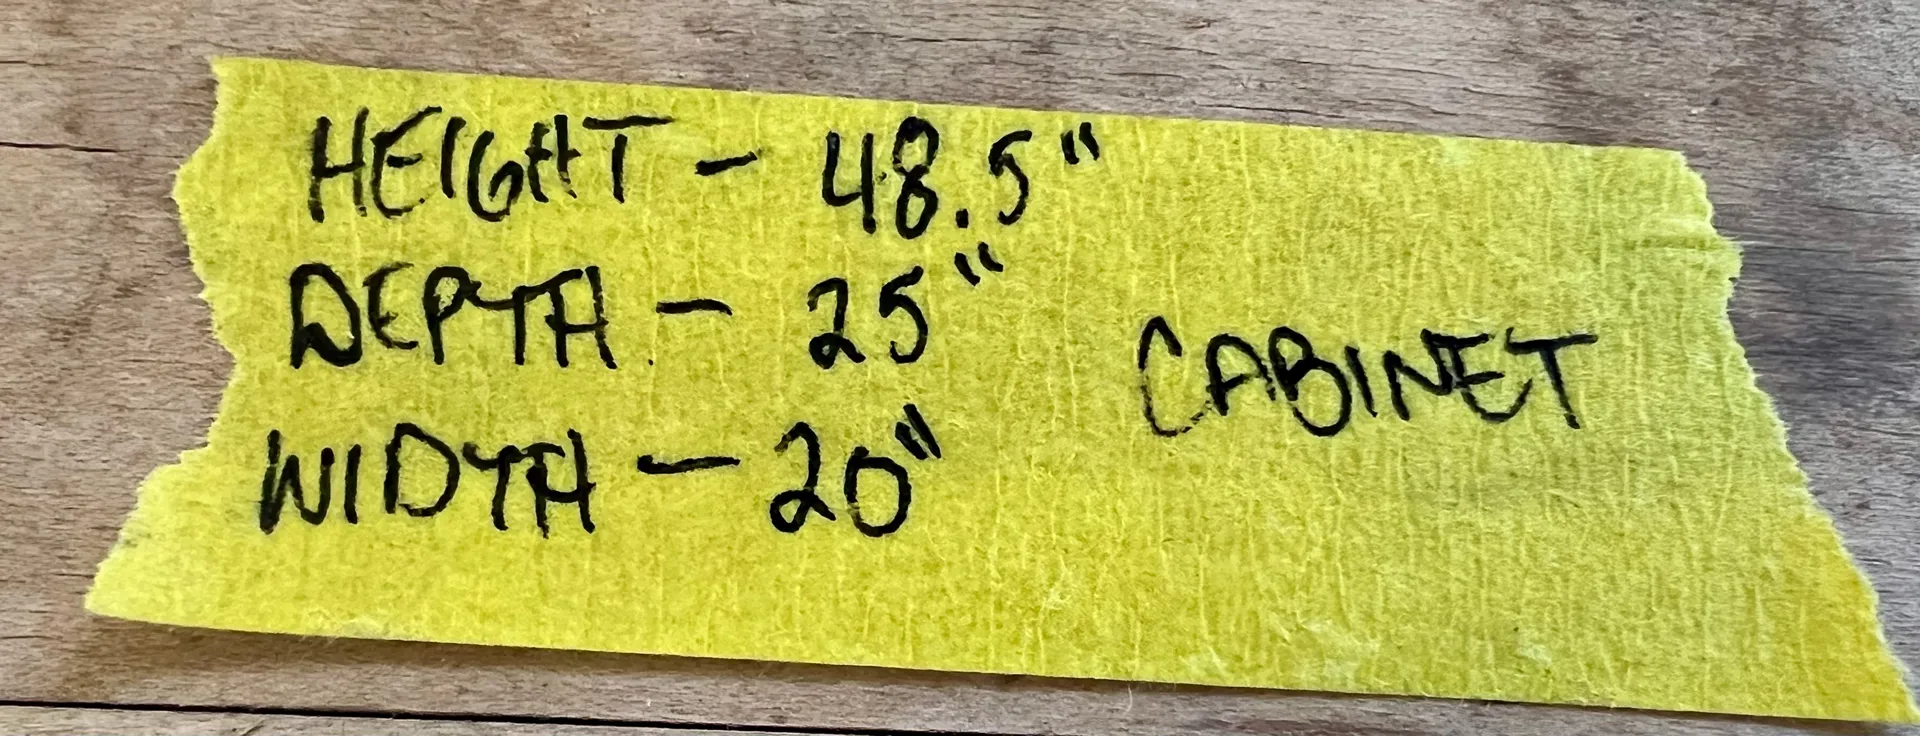 HEIGHT - 48.5"
DEPTH - 25"
WIDTH - 20"
CABINET